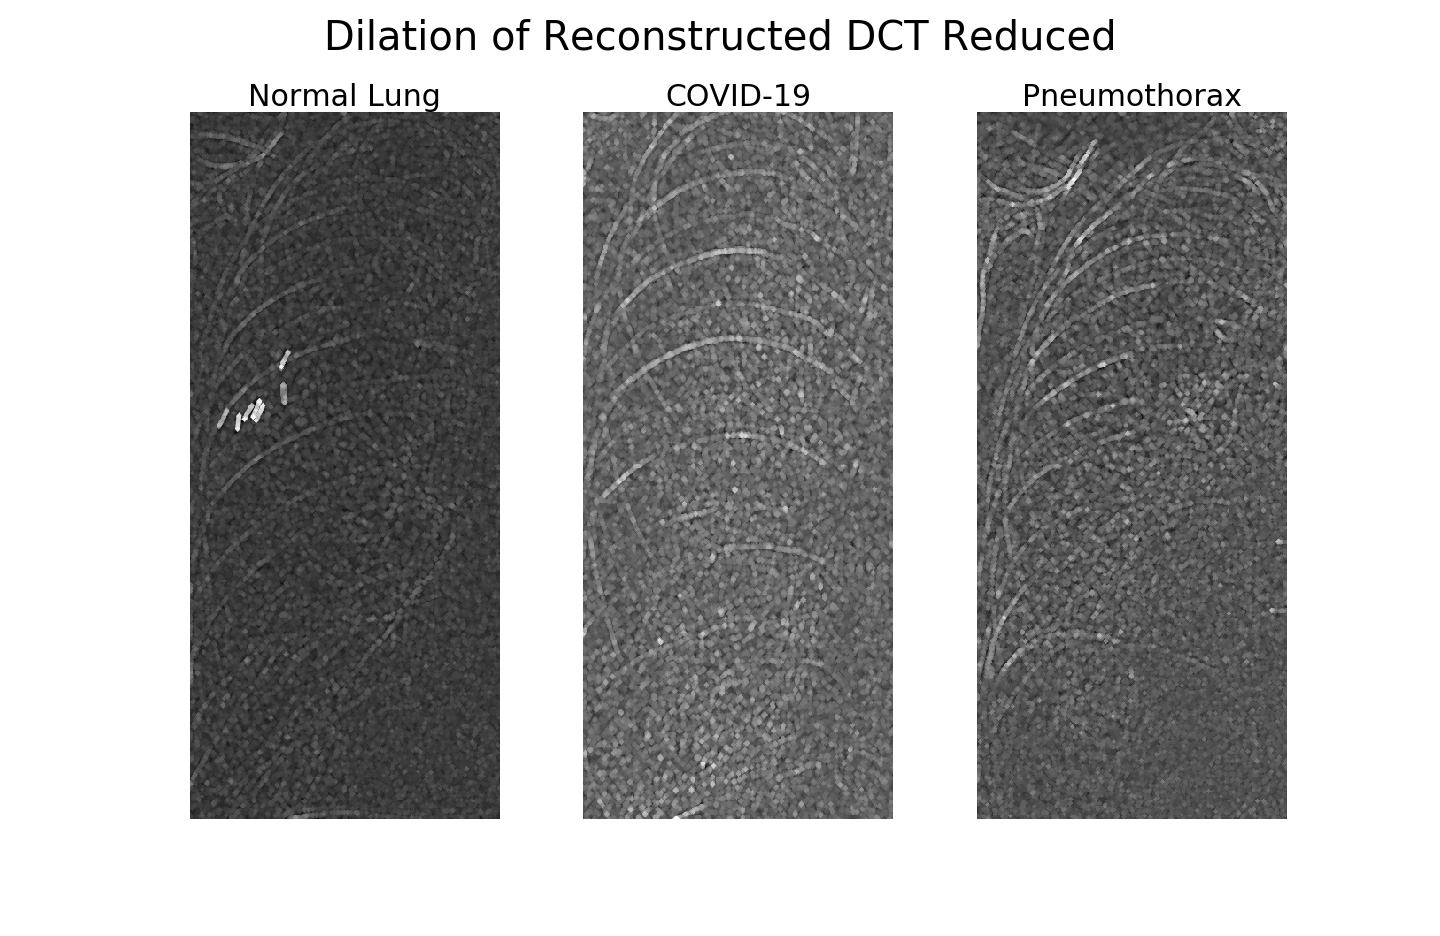 Dilation of Reconstructed DCT Reduced
Normal Lung
COVID-19
Pneumothorax